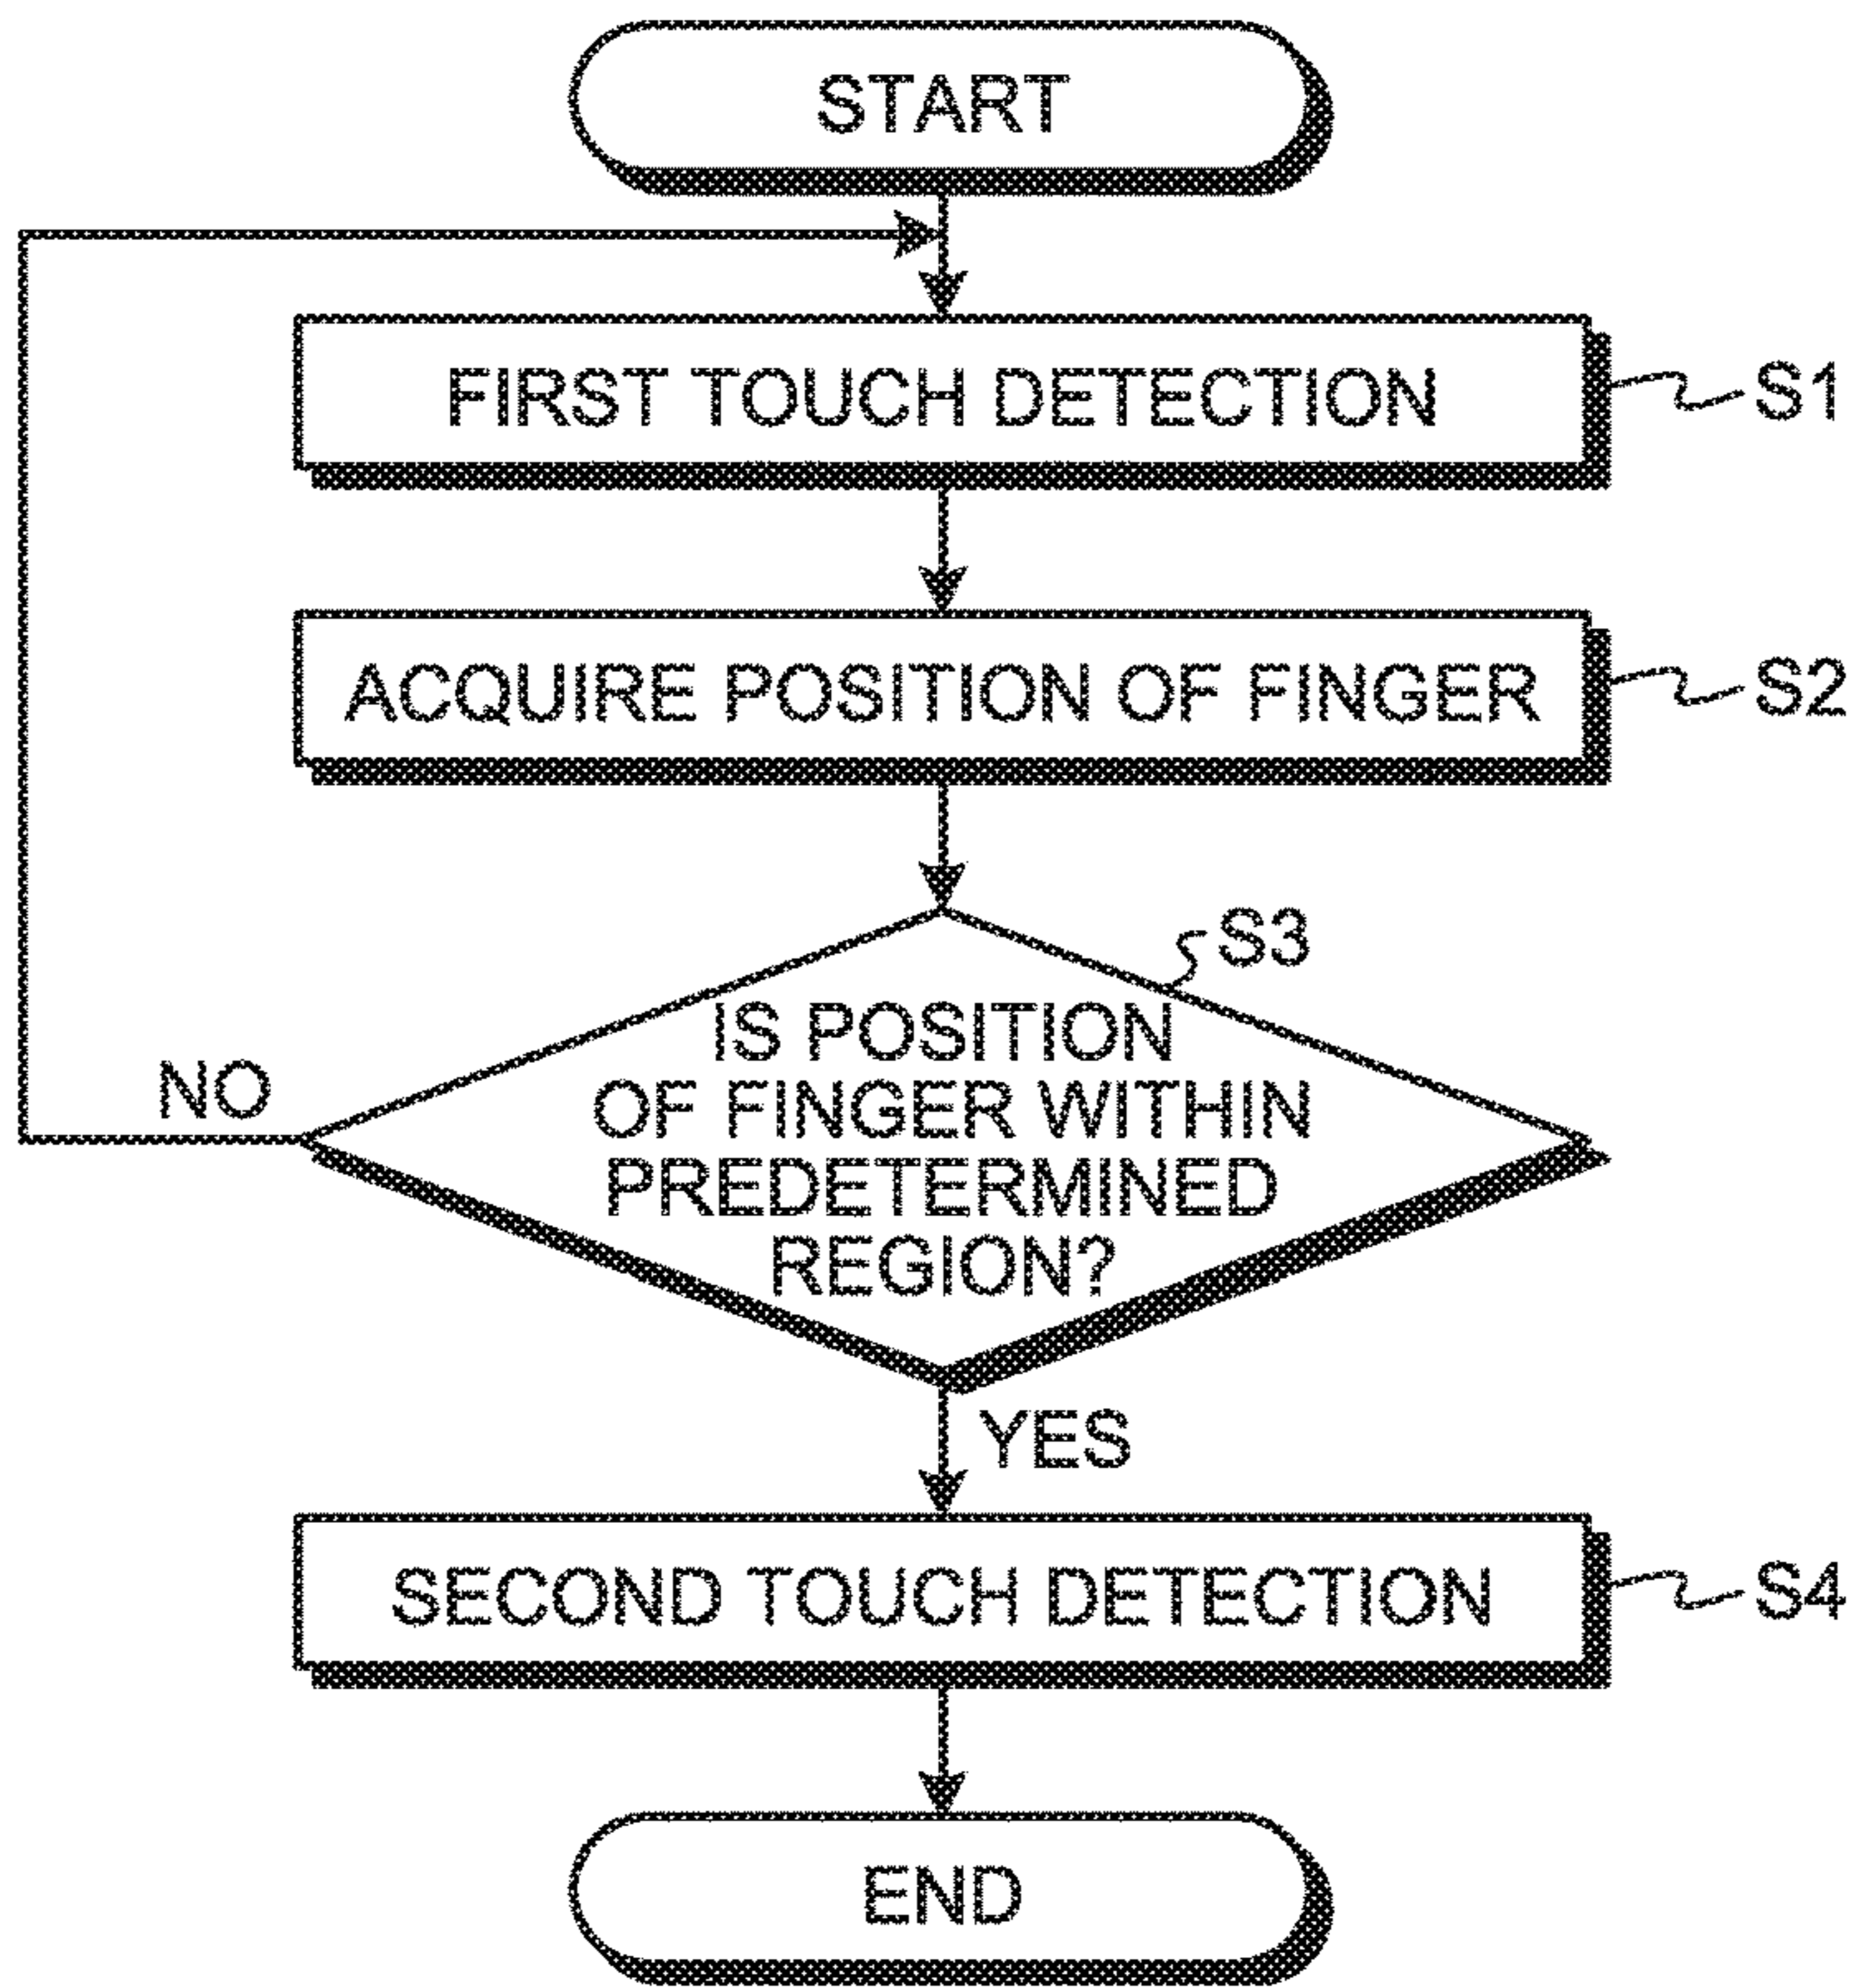 START
FIRST TOUCH DETECTION
S1
ACQUIRE POSITION OF FINGER
S2
S3
IS POSITION
OF FINGER WITHIN
PREDETERMINED
REGION?
NO
YES
SECOND TOUCH DETECTION
S4
END